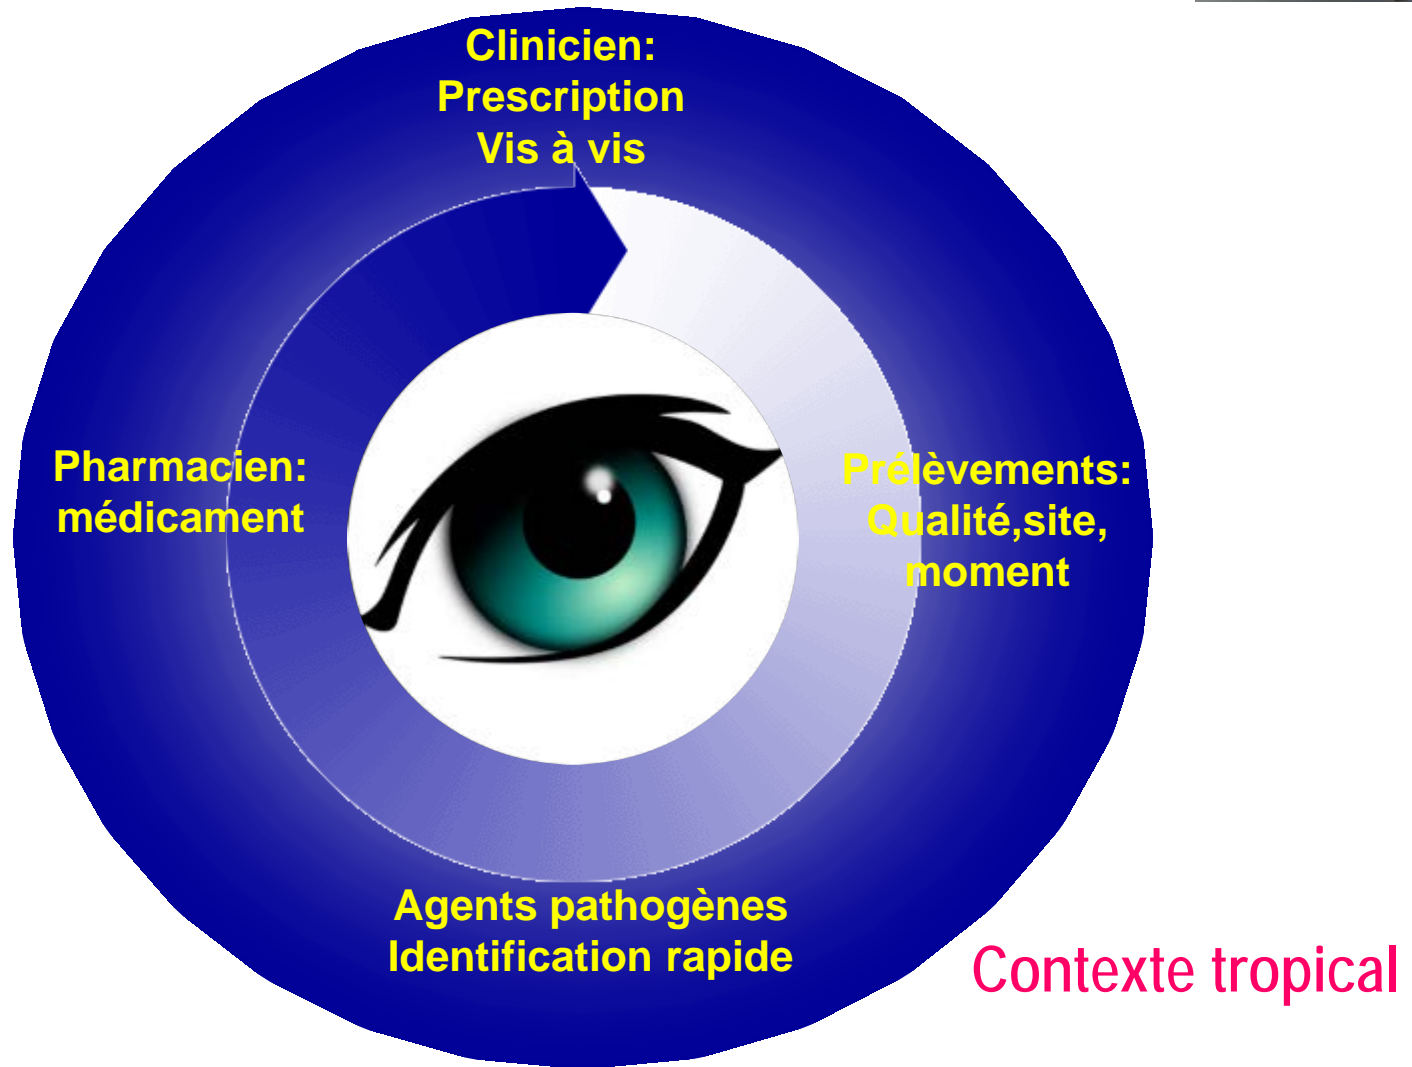 Clinicien:
Prescription
Vis à vis
Pharmacien:
médicament
Prélèvements:
Qualité,site,
moment
Agents pathogènes
Identification rapide
Contexte tropical